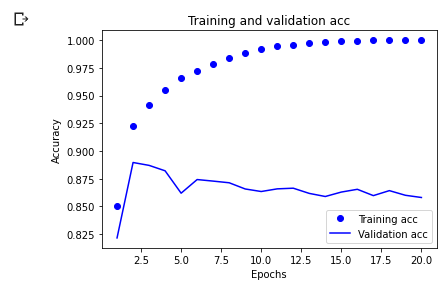 Training and validation acc
1.000
0.975
0.950
0.925
0.900
0.875
0.850
0.825
Accuracy
2.5 5.0 7.5 10.0 12.5 15.0 17.5 20.0
Epochs
Training acc
Validation acc